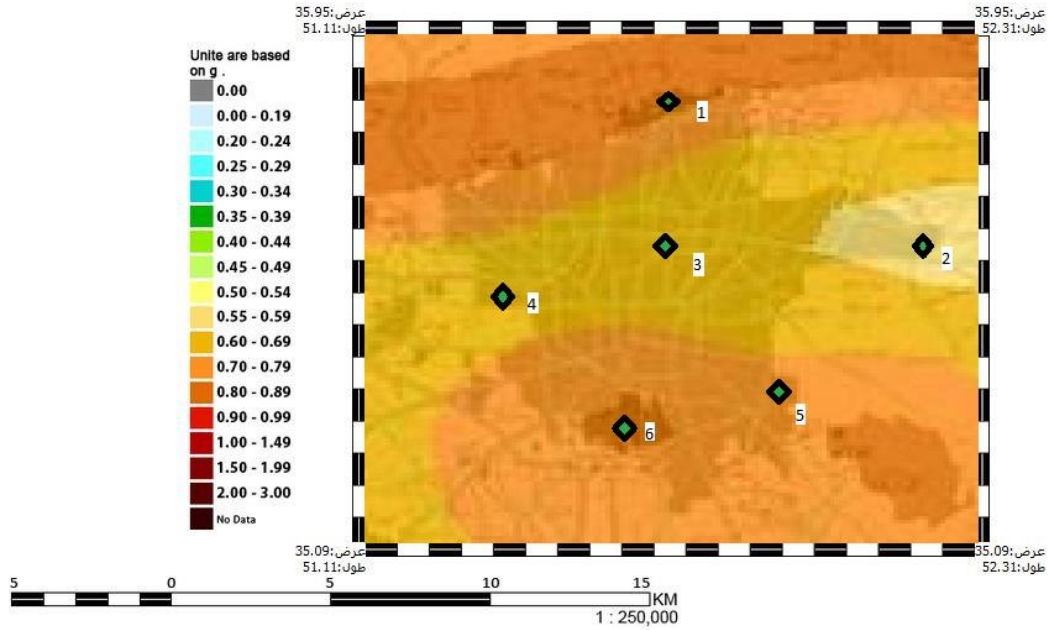 عرض:35.95
طول:51.11
عرض:35.95
طول:52.31
Unite are based
on g .
0.00
0.00 - 0.19
0.20 - 0.24
0.25 - 0.29
0.30 - 0.34
0.35 - 0.39
0.40 - 0.44
0.45 - 0.49
0.50 - 0.54
0.55 - 0.59
0.60 - 0.69
0.70 - 0.79
0.80 - 0.89
0.90 - 0.99
1.00 - 1.49
1.50 - 1.99
2.00 - 3.00
No Data
1
2
3
4
5
6
عرض:35.09
طول:51.11
عرض:35.09
طول:52.31
5 0 5 10 15
KM
1 : 250,000